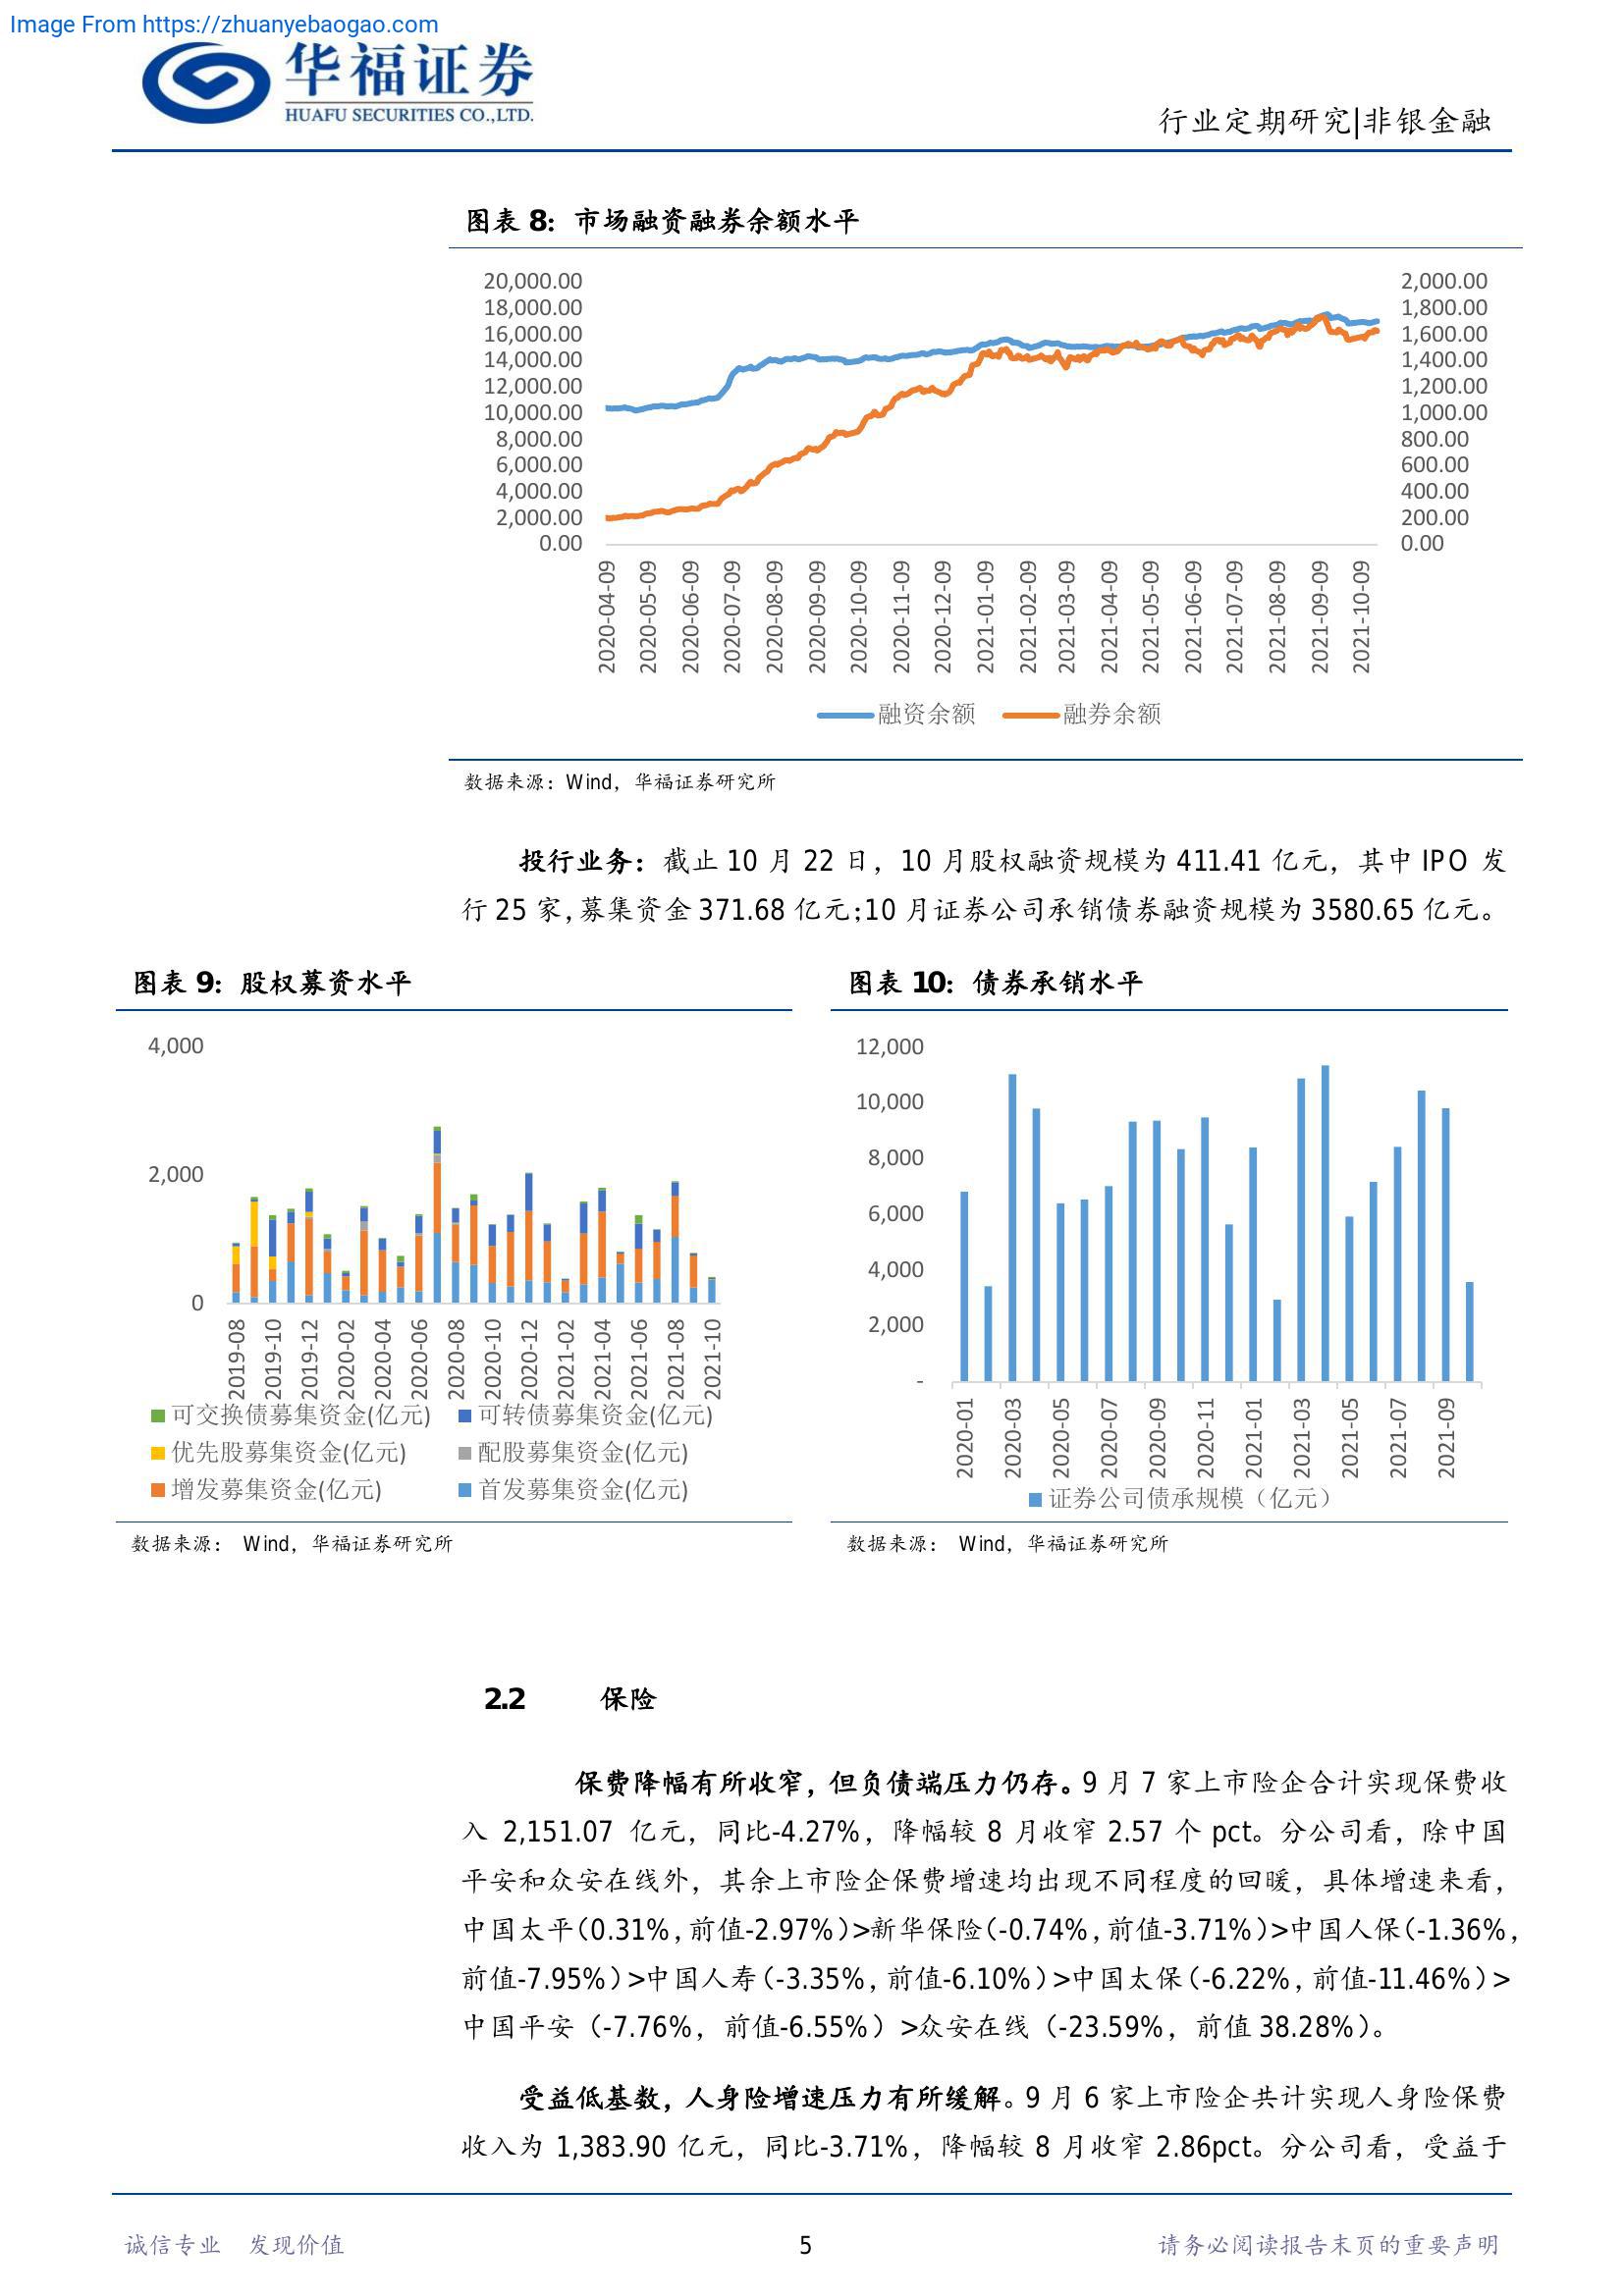 Image From https://zhuanyebaogao.com
华福证券
HUAFU SECURITIES CO.,LTD.
行业定期研究|非银金融
图表 8：市场融资融券余额水平
20,000.00
18,000.00
16,000.00
14,000.00
12,000.00
10,000.00
8,000.00
6,000.00
4,000.00
2,000.00
0.00
2,000.00
1,800.00
1,600.00
1,400.00
1,200.00
1,000.00
800.00
600.00
400.00
200.00
0.00
2020-04-09
2020-05-09
2020-06-09
2020-07-09
2020-08-09
2020-09-09
2020-10-09
2020-11-09
2020-12-09
2021-01-09
2021-02-09
2021-03-09
2021-04-09
2021-05-09
2021-06-09
2021-07-09
2021-08-09
2021-09-09
2021-10-09
融资余额 融券余额
数据来源：Wind，华福证券研究所
投行业务：截止 10 月 22 日，10 月股权融资规模为 411.41 亿元，其中 IPO 发
行 25 家，募集资金 371.68 亿元；10 月证券公司承销债券融资规模为 3580.65 亿元。
图表 9：股权募资水平
4,000
2,000
0
2019-08
2019-10
2019-12
2020-02
2020-04
2020-06
2020-08
2020-10
2020-12
2021-02
2021-04
2021-06
2021-08
2021-10
可交换债募集资金(亿元) 可转债募集资金(亿元)
优先股募集资金(亿元) 配股募集资金(亿元)
增发募集资金(亿元) 首发募集资金(亿元)
数据来源： Wind，华福证券研究所
图表 10：债券承销水平
12,000
10,000
8,000
6,000
4,000
2,000
-
2020-01
2020-03
2020-05
2020-07
2020-09
2020-11
2021-01
2021-03
2021-05
2021-07
2021-09
证券公司债承规模（亿元）
数据来源： Wind，华福证券研究所
2.2 保险
保费降幅有所收窄，但负债端压力仍存。9 月 7 家上市险企合计实现保费收
入 2,151.07 亿元，同比-4.27%，降幅较 8 月收窄 2.57 个 pct。分公司看，除中国
平安和众安在线外，其余上市险企保费增速均出现不同程度的回暖，具体增速来看，
中国太平（0.31%，前值-2.97%）>新华保险（-0.74%，前值-3.71%）>中国人保（-1.36%，
前值-7.95%）>中国人寿（-3.35%，前值-6.10%）>中国太保（-6.22%，前值-11.46%）>
中国平安（-7.76%，前值-6.55%）>众安在线（-23.59%，前值 38.28%）。
受益低基数，人身险增速压力有所缓解。9 月 6 家上市险企共计实现人身险保费
收入为 1,383.90 亿元，同比-3.71%，降幅较 8 月收窄 2.86pct。分公司看，受益于
诚信专业 发现价值
5
请务必阅读报告末页的重要声明